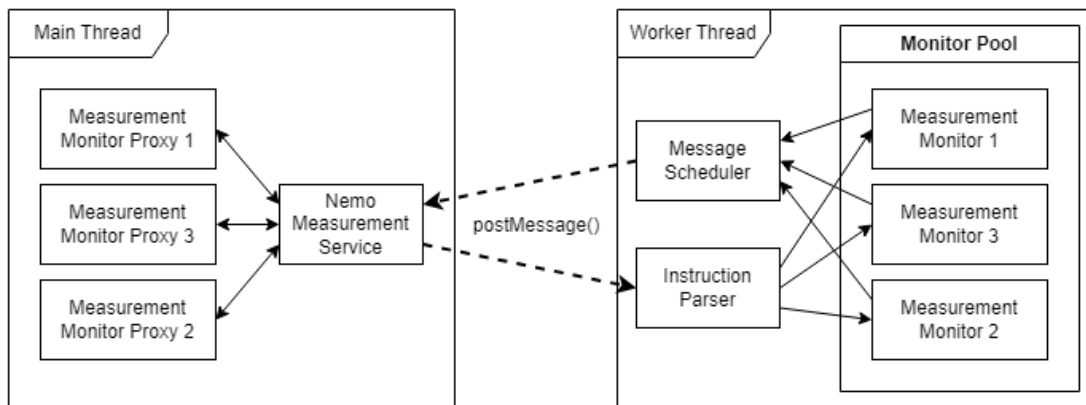 Main Thread
Measurement
Monitor Proxy 1
Measurement
Monitor Proxy 3
Measurement
Monitor Proxy 2
Nemo
Measurement
Service
postMessage()
Worker Thread
Message
Scheduler
Instruction
Parser
Monitor Pool
Measurement
Monitor 1
Measurement
Monitor 3
Measurement
Monitor 2